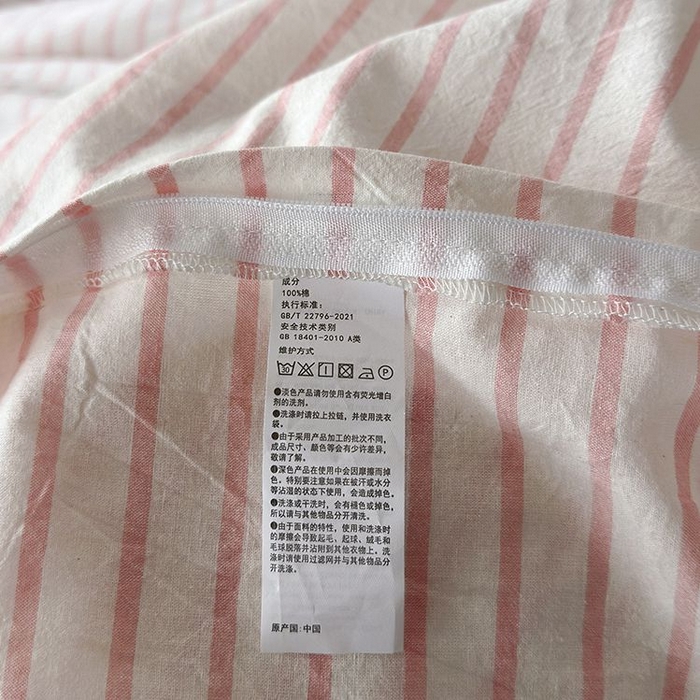 成分
100%棉
执行标准：
GB/T 22796-2021
安全技术类别
GB 18401-2010 A类
维护方式
30 P
●淡色产品请勿使用含有荧光增白
剂的洗剂。
●洗涤时请拉上拉链，并使用洗衣
袋。
●由于采用产品加工的批次不同，
成品尺寸、颜色等会有少许差异，
敬请了解。
●深色产品在使用中会因摩擦而掉
色。特别要注意如果在被汗或水分
等沾湿的状态下使用，会造成掉色。
●洗涤或干洗时，会有褪色或掉色，
所以请与其他物品分开清洗。
●由于面料的特性，使用和洗涤时
的摩擦会导致起毛、起球、绒毛和
毛球脱落并沾附到其他衣物上。洗
涤时请使用过滤网并与其他物品分
开洗涤。
原产国：中国